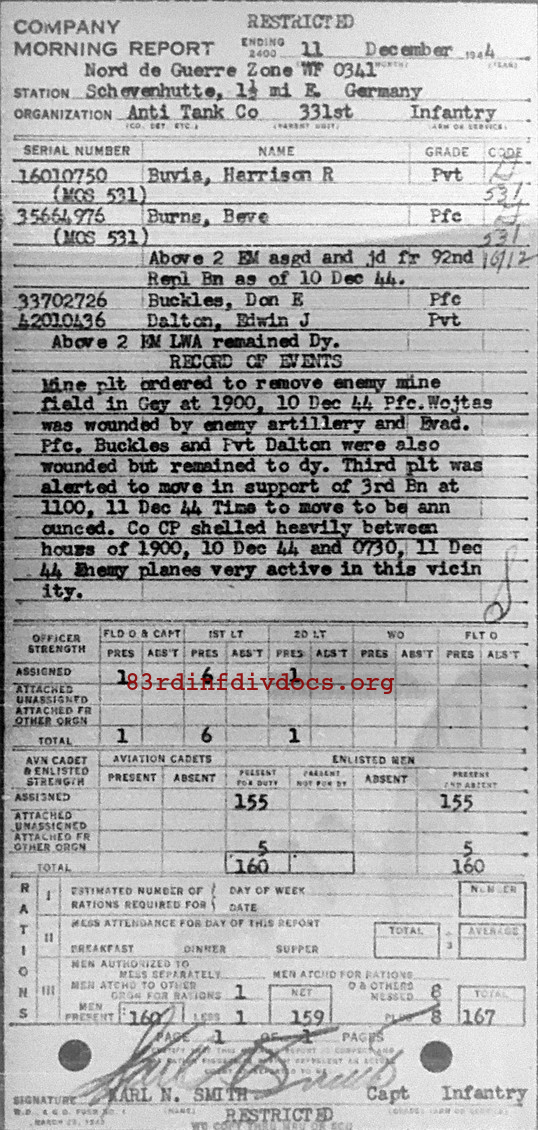 RESTRICTED
COMPANY
MORNING REPORT ENDING 2400 11 December 1944
Nord de Guerre Zone WF 0341
STATION Schevenhutte, 1½ mi E. Germany
ORGANIZATION Anti Tank Co 331st Infantry
(CO. DET. ETC.) (PARENT UNIT) (ARM OR SERVICE)
SERIAL NUMBER NAME GRADE CODE
16010750 Buvia, Harrison R Pvt
(MOS 531) 531
35664976 Burns, Beve Pfc
(MOS 531) 531
Above 2 EM asgd and jd fr 92nd
Repl Bn as of 10 Dec 44.
33702726 Buckles, Don E Pfc
42010436 Dalton, Edwin J Pvt
Above 2 EM LWA remained Dy.
RECORD OF EVENTS
Mine plt ordered to remove enemy mine
field in Gey at 1900, 10 Dec 44 Pfc.Wojtas
was wounded by enemy artillery and Evad.
Pfc. Buckles and Pvt Dalton were also
wounded but remained to dy. Third plt was
alerted to move in support of 3rd Bn at
1100, 11 Dec 44 Time to move to be ann
ounced. Co CP shelled heavily between
hours of 1900, 10 Dec 44 and 0730, 11 Dec
44 Enemy planes very active in this vicin
ity.
OFFICER STRENGTH FLD O & CAPT 1ST LT 2D LT WO FLT O
PRES ABS'T PRES ABS'T PRES ABS'T PRES ABS'T PRES ABS'T
ASSIGNED 1 6 1
83rdinfdivdocs.org
ATTACHED UNASSIGNED
ATTACHED FR OTHER ORGN
TOTAL 1 6 1
AVN CADET & ENLISTED STRENGTH AVIATION CADETS ENLISTED MEN
PRESENT ABSENT PRESENT FOR DUTY PRESENT NOT FOR DY ABSENT PRESENT AND ABSENT
ASSIGNED 155 155
ATTACHED UNASSIGNED
ATTACHED FR OTHER ORGN 5 5
TOTAL 160 160
RATIONS
I ESTIMATED NUMBER OF RATIONS REQUIRED FOR DAY OF WEEK DATE NUMBER
II MESS ATTENDANCE FOR DAY OF THIS REPORT TOTAL ÷ 3 AVERAGE
BREAKFAST DINNER SUPPER
III MEN AUTHORIZED TO MESS SEPARATELY MEN ATCHD FOR RATIONS
MEN ATCHD TO OTHER ORGN FOR RATIONS 1 NET O & OTHERS MESSED 8 TOTAL
MEN PRESENT 160 LESS 1 159 PLUS 8 167
PAGE 1 OF 1 PAGES
SIGNATURE KARL N. SMITH Capt Infantry
RESTRICTED